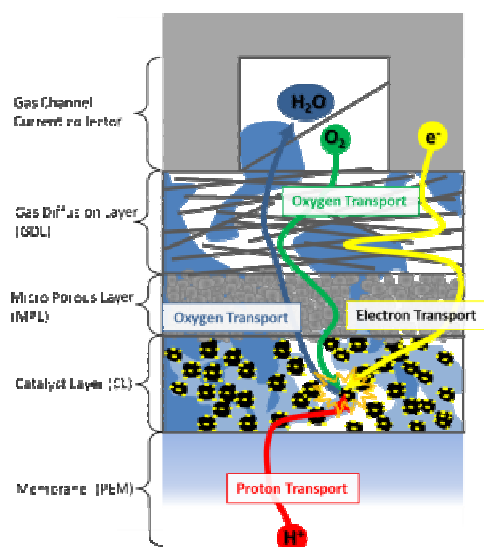 Gas Channel
Current collector
H₂O
O₂
e⁻
Oxygen Transport
Gas Diffusion Layer
(GDL)
Micro Porous Layer
(MPL)
Oxygen Transport
Electron Transport
Catalyst Layer (CL)
Membrane (PEM)
Proton Transport
H⁺